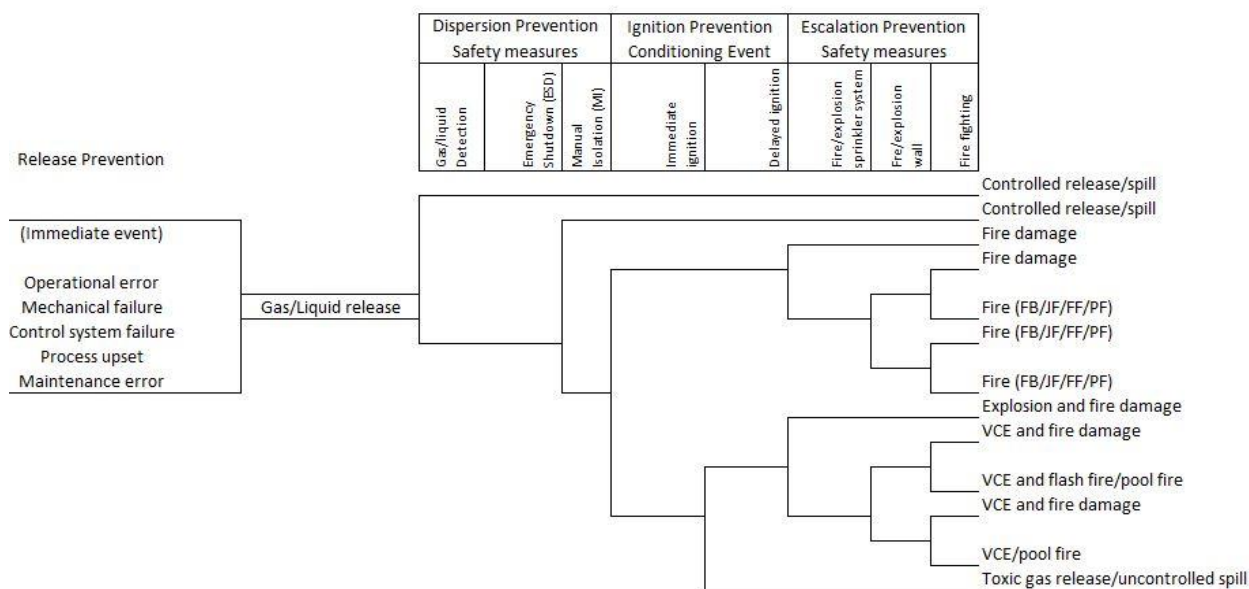 Dispersion Prevention
Safety measures
Ignition Prevention
Conditioning Event
Escalation Prevention
Safety measures
Gas/liquid
Detection
Emergency
Shutdown (ESD)
Manual
Isolation (MI)
Immediate
ignition
Delayed ignition
Fire/explosion
sprinkler system
Fre/explosion
wall
Fire fighting
Release Prevention
(Immediate event)
Operational error
Mechanical failure
Control system failure
Process upset
Maintenance error
Gas/Liquid release
Controlled release/spill
Controlled release/spill
Fire damage
Fire damage
Fire (FB/JF/FF/PF)
Fire (FB/JF/FF/PF)
Fire (FB/JF/FF/PF)
Explosion and fire damage
VCE and fire damage
VCE and flash fire/pool fire
VCE and fire damage
VCE/pool fire
Toxic gas release/uncontrolled spill